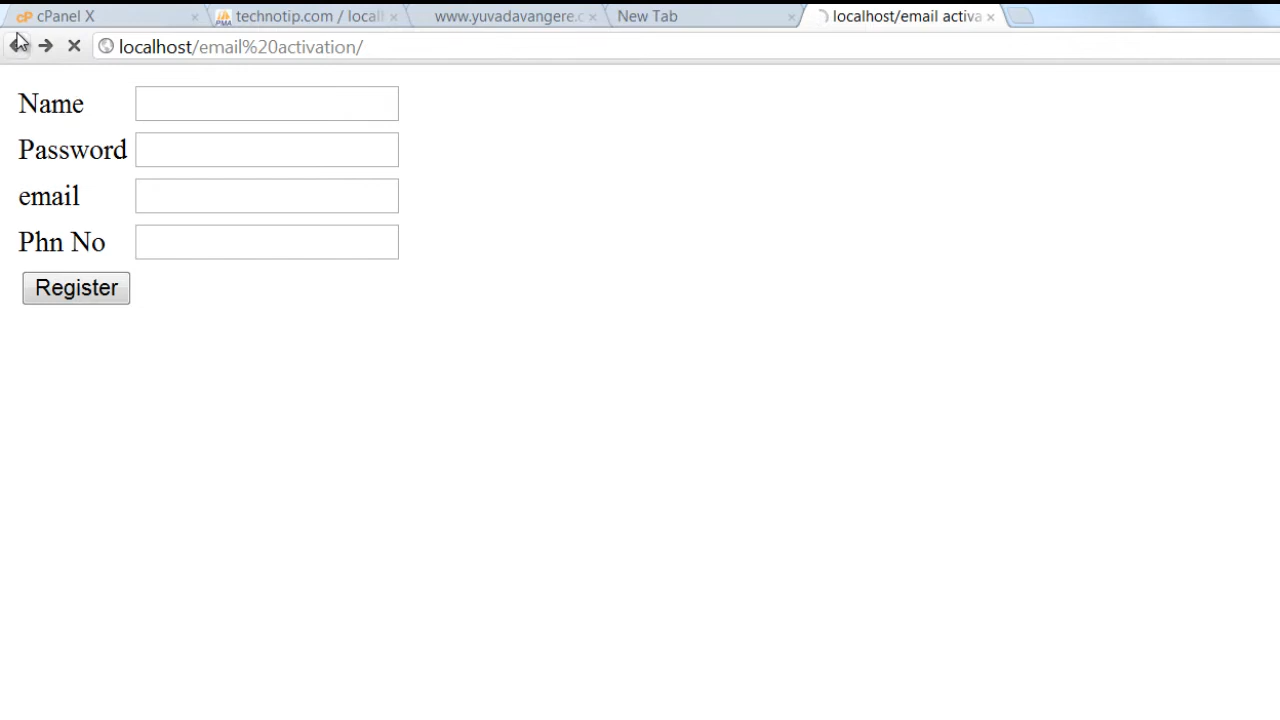 cPanel X
technotip.com / local
www.yuvadavangere.c
New Tab
localhost/email activa
localhost/email%20activation/
Name
Password
email
Phn No
Register